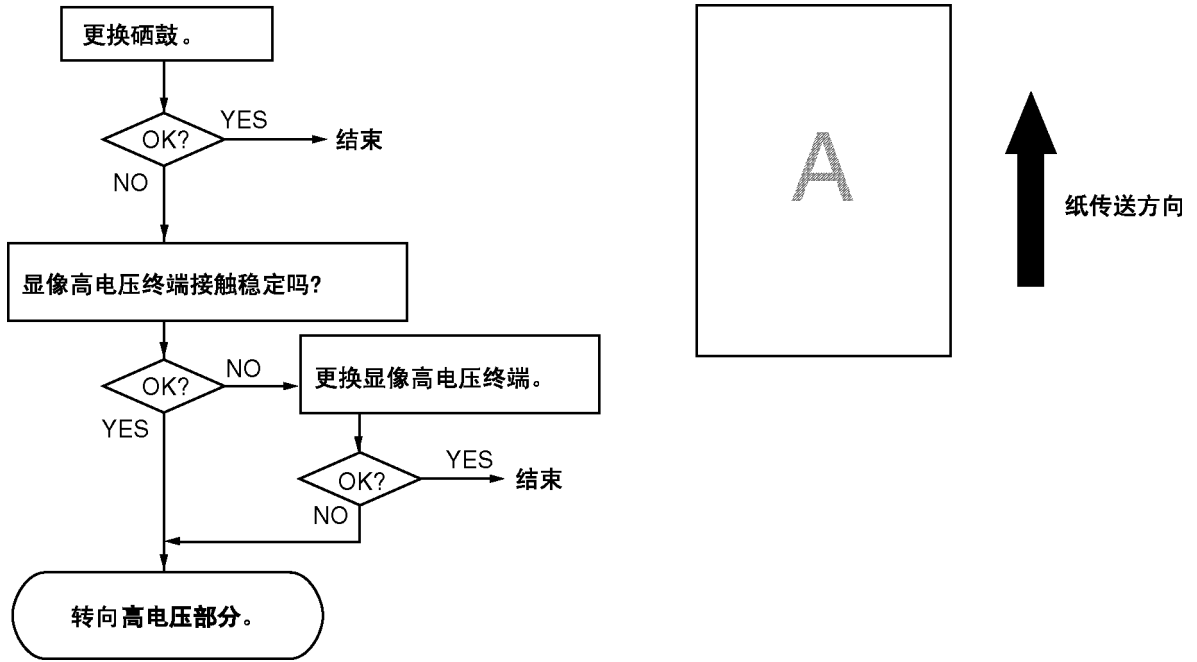 更换硒鼓。
OK?
YES
结束
NO
显像高电压终端接触稳定吗?
OK?
NO
更换显像高电压终端。
YES
OK?
YES
结束
NO
转向高电压部分。
A
纸传送方向